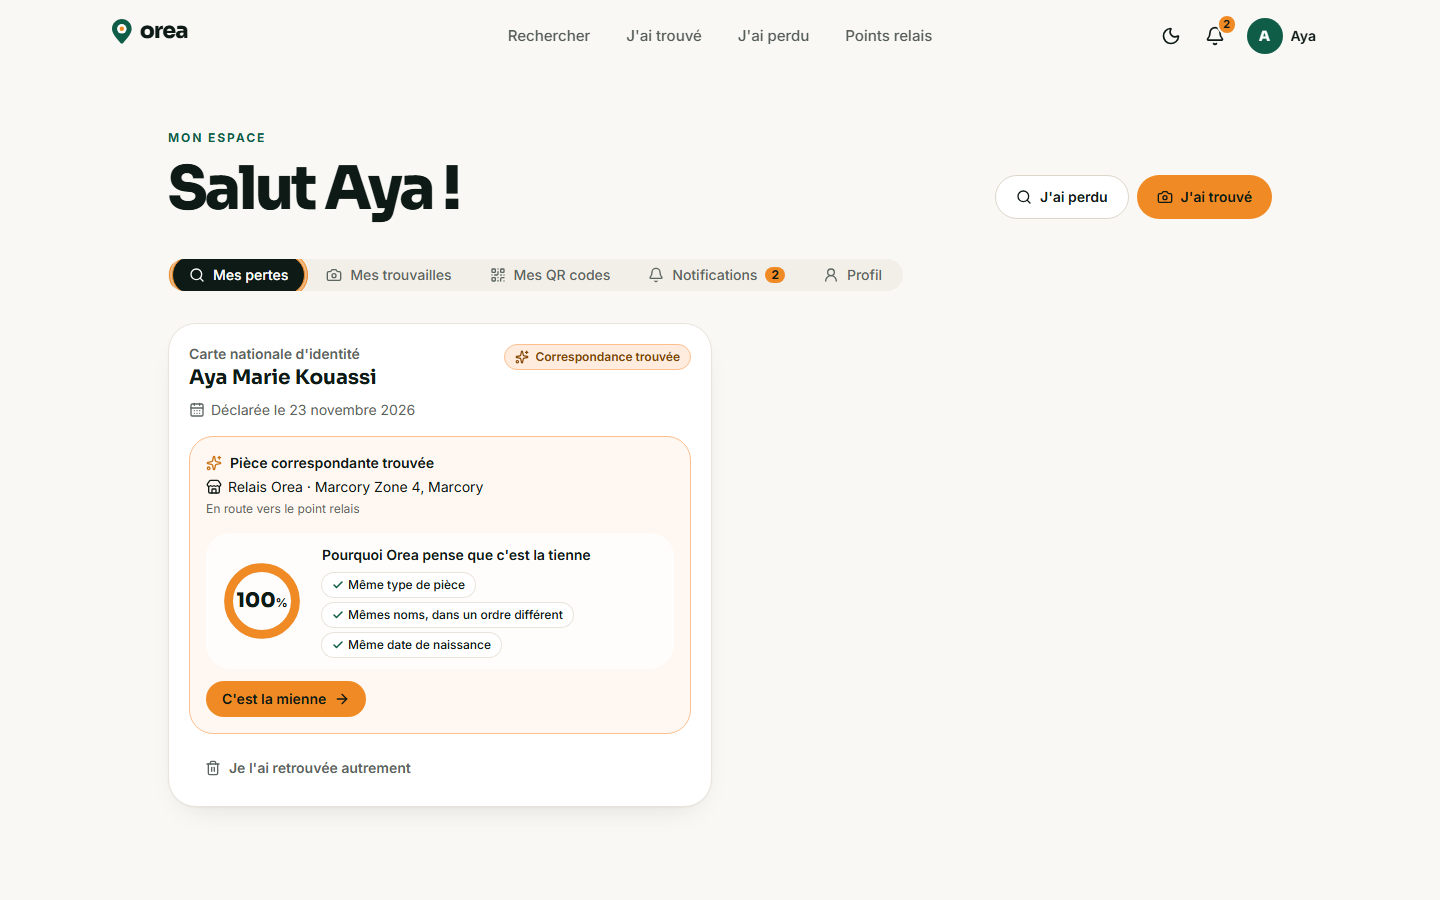 orea
Rechercher
J'ai trouvé
J'ai perdu
Points relais
2
A
Aya
MON ESPACE
Salut Aya !
J'ai perdu
J'ai trouvé
Mes pertes
Mes trouvailles
Mes QR codes
Notifications 2
Profil
Carte nationale d'identité
Correspondance trouvée
Aya Marie Kouassi
Déclarée le 23 novembre 2026
Pièce correspondante trouvée
Relais Orea · Marcory Zone 4, Marcory
En route vers le point relais
100%
Pourquoi Orea pense que c'est la tienne
Même type de pièce
Mêmes noms, dans un ordre différent
Même date de naissance
C'est la mienne
Je l'ai retrouvée autrement